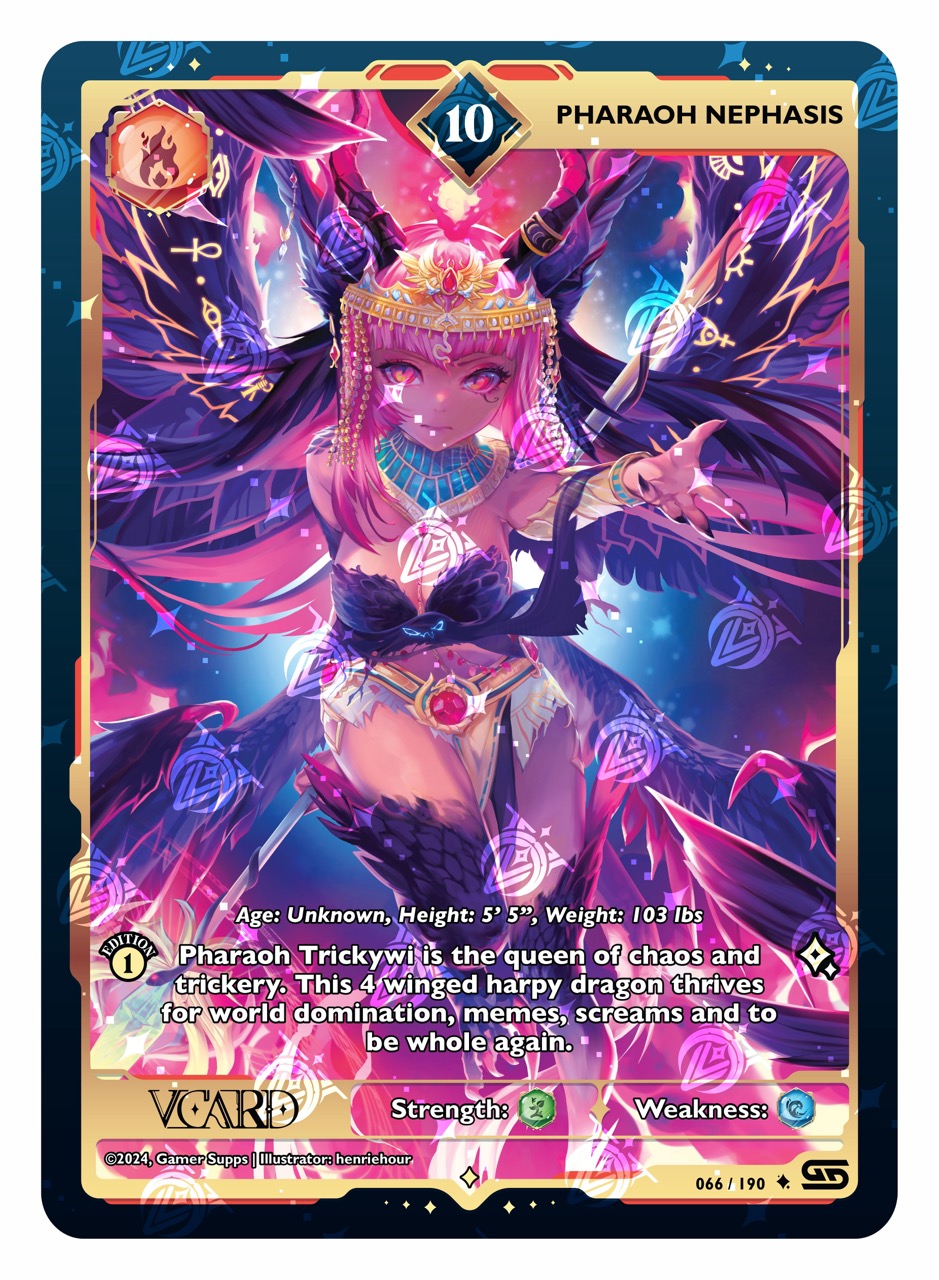 10
PHARAOH NEPHASIS
Age: Unknown, Height: 5’ 5”, Weight: 103 lbs
EDITION
1
Pharaoh Trickywi is the queen of chaos and
trickery. This 4 winged harpy dragon thrives
for world domination, memes, screams and to
be whole again.
VCARD
Strength:
Weakness:
©2024, Gamer Supps | Illustrator: henriehour
066 / 190
GS